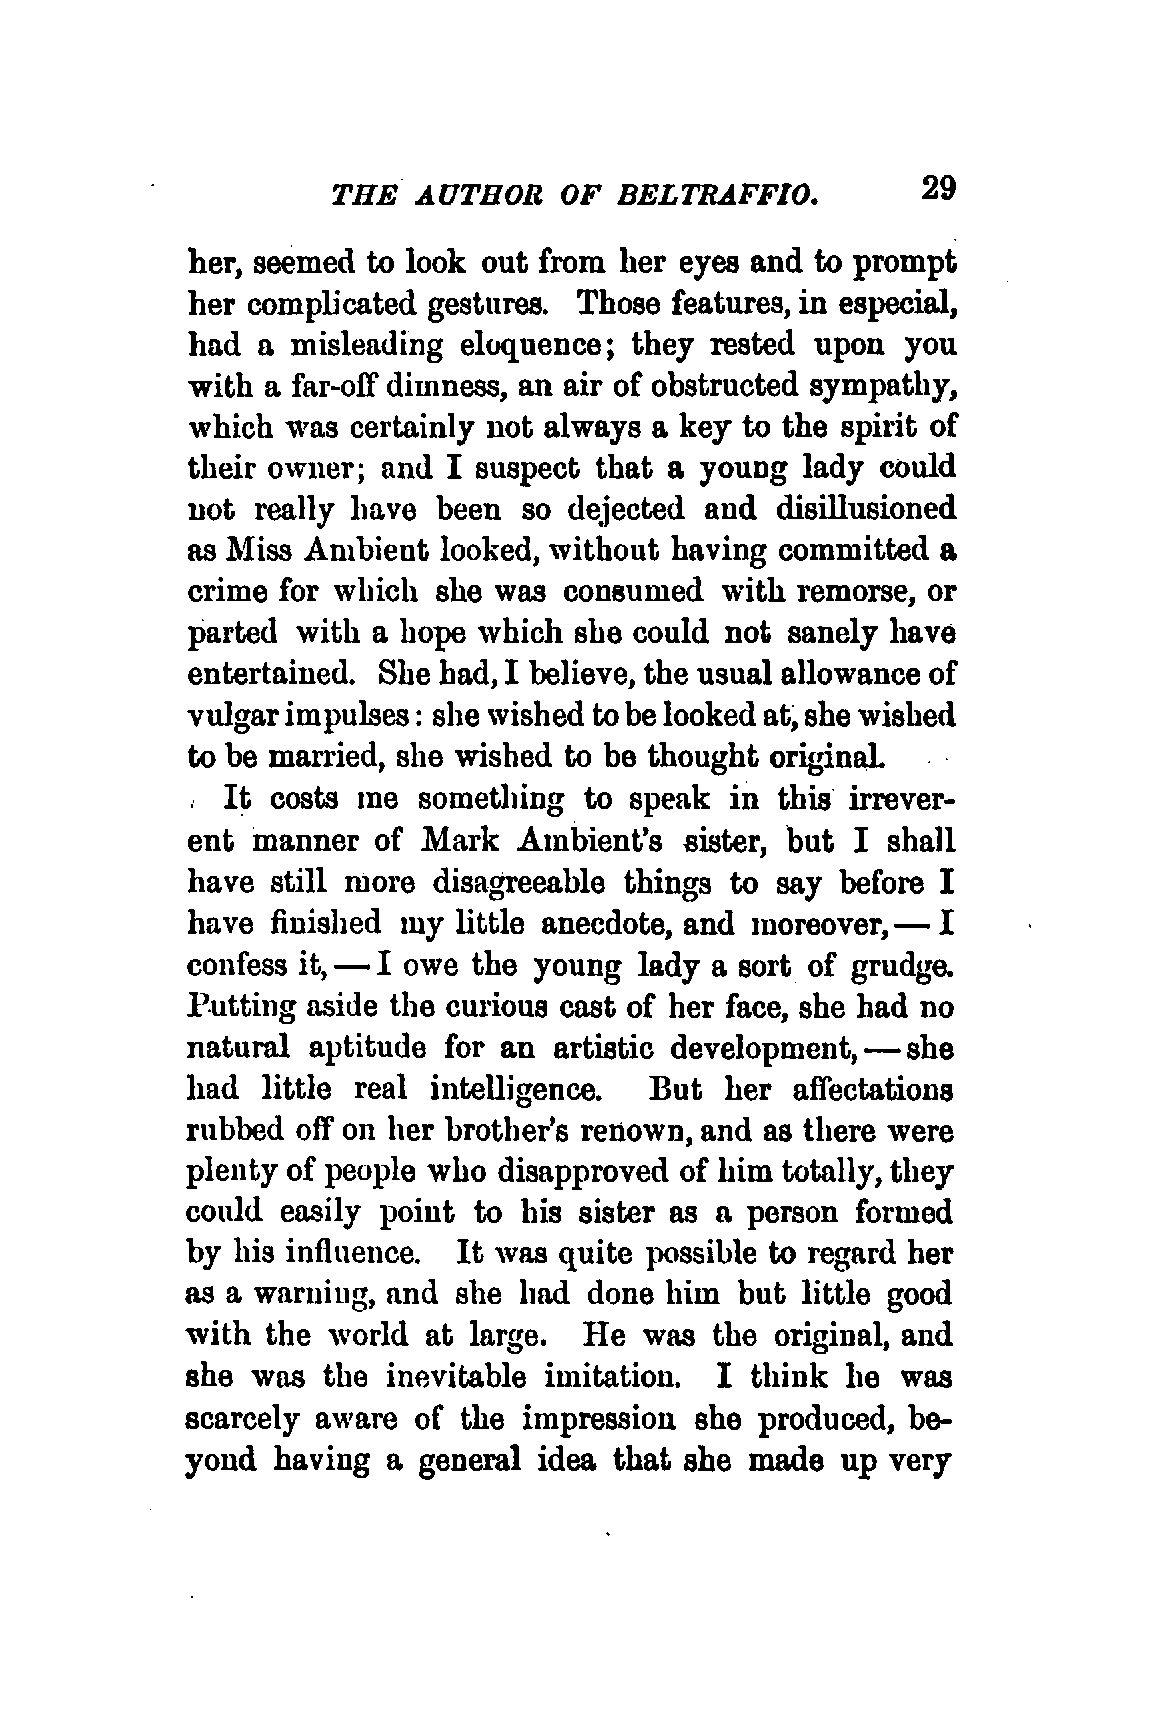 THE AUTHOR OF BELTRAFFIO. 29
her, seemed to look out from her eyes and to prompt
her complicated gestures. Those features, in especial,
had a misleading eloquence; they rested upon you
with a far-off dimness, an air of obstructed sympathy,
which was certainly not always a key to the spirit of
their owner; and I suspect that a young lady could
not really have been so dejected and disillusioned
as Miss Ambient looked, without having committed a
crime for which she was consumed with remorse, or
parted with a hope which she could not sanely have
entertained. She had, I believe, the usual allowance of
vulgar impulses: she wished to be looked at, she wished
to be married, she wished to be thought original.
It costs me something to speak in this irrever-
ent manner of Mark Ambient's sister, but I shall
have still more disagreeable things to say before I
have finished my little anecdote, and moreover,— I
confess it,— I owe the young lady a sort of grudge.
Putting aside the curious cast of her face, she had no
natural aptitude for an artistic development,— she
had little real intelligence. But her affectations
rubbed off on her brother's renown, and as there were
plenty of people who disapproved of him totally, they
could easily point to his sister as a person formed
by his influence. It was quite possible to regard her
as a warning, and she had done him but little good
with the world at large. He was the original, and
she was the inevitable imitation. I think he was
scarcely aware of the impression she produced, be-
yond having a general idea that she made up very